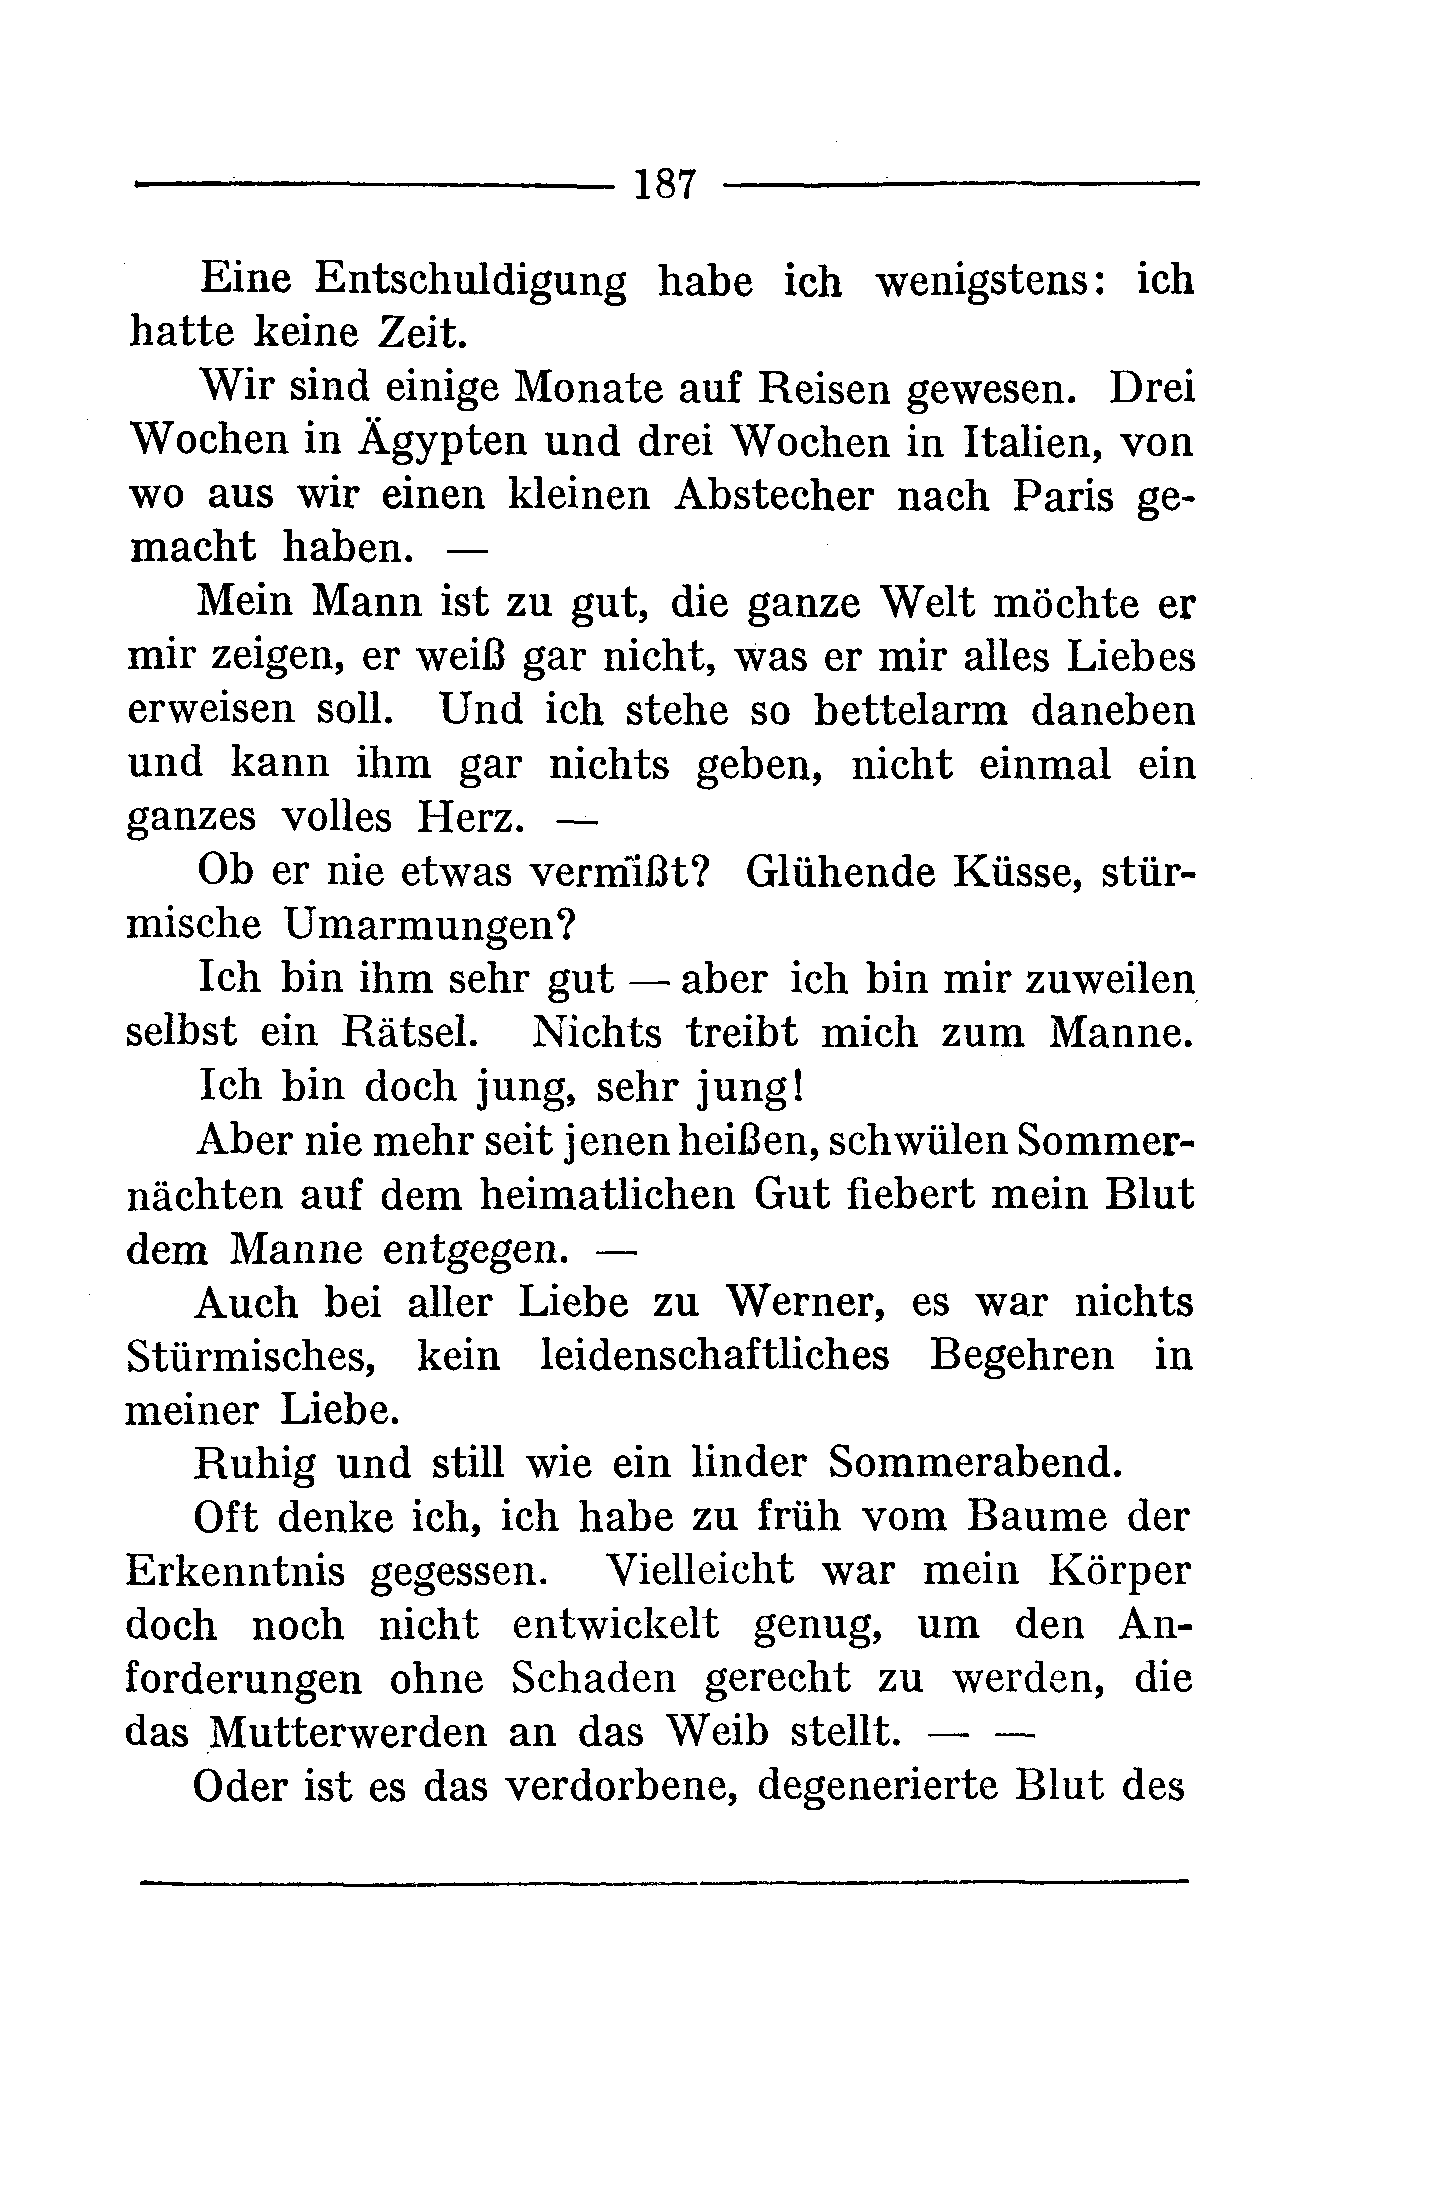 187
Eine Entschuldigung habe ich wenigstens: ich
hatte keine Zeit.
Wir sind einige Monate auf Reisen gewesen. Drei
Wochen in Ägypten und drei Wochen in Italien, von
wo aus wir einen kleinen Abstecher nach Paris ge-
macht haben. —
Mein Mann ist zu gut, die ganze Welt möchte er
mir zeigen, er weiß gar nicht, was er mir alles Liebes
erweisen soll. Und ich stehe so bettelarm daneben
und kann ihm gar nichts geben, nicht einmal ein
ganzes volles Herz. —
Ob er nie etwas vermißt? Glühende Küsse, stür-
mische Umarmungen?
Ich bin ihm sehr gut — aber ich bin mir zuweilen
selbst ein Rätsel. Nichts treibt mich zum Manne.
Ich bin doch jung, sehr jung!
Aber nie mehr seit jenen heißen, schwülen Sommer-
nächten auf dem heimatlichen Gut fiebert mein Blut
dem Manne entgegen. —
Auch bei aller Liebe zu Werner, es war nichts
Stürmisches, kein leidenschaftliches Begehren in
meiner Liebe.
Ruhig und still wie ein linder Sommerabend.
Oft denke ich, ich habe zu früh vom Baume der
Erkenntnis gegessen. Vielleicht war mein Körper
doch noch nicht entwickelt genug, um den An-
forderungen ohne Schaden gerecht zu werden, die
das Mutterwerden an das Weib stellt. — —
Oder ist es das verdorbene, degenerierte Blut des